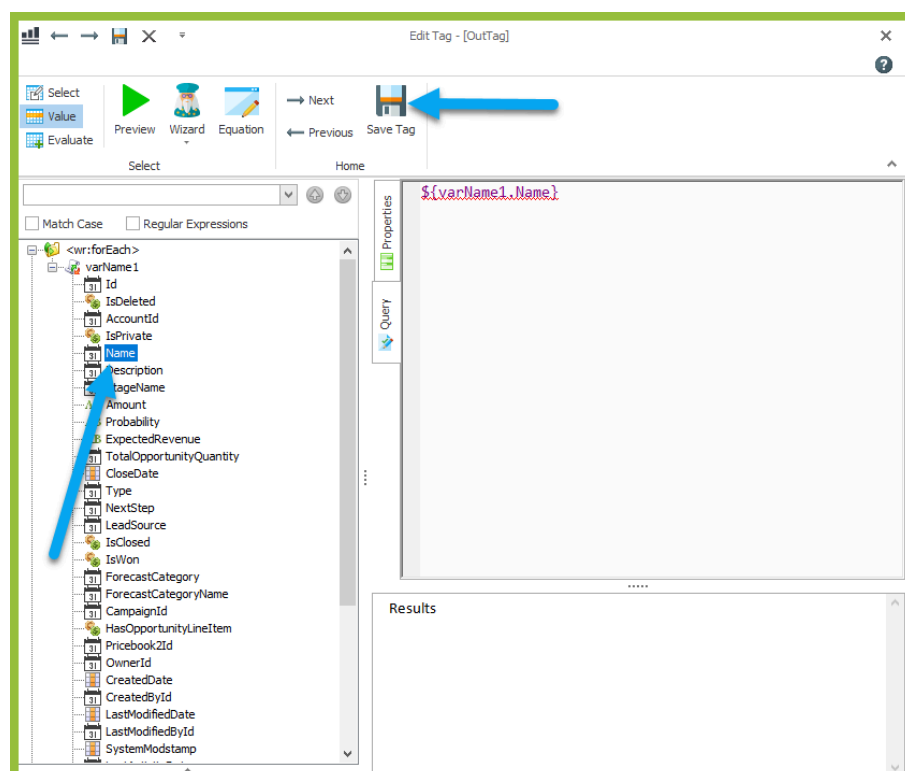 Edit Tag - [OutTag]
Select
Value
Evaluate
Preview
Wizard
Equation
Next
Previous
Save Tag
Select
Home
Match Case
Regular Expressions
Properties
Query
${varName1.Name}
<wr:forEach>
varName1
Id
IsDeleted
AccountId
IsPrivate
Name
Description
StageName
Amount
Probability
ExpectedRevenue
TotalOpportunityQuantity
CloseDate
Type
NextStep
LeadSource
IsClosed
IsWon
ForecastCategory
ForecastCategoryName
CampaignId
HasOpportunityLineItem
Pricebook2Id
OwnerId
CreatedDate
CreatedById
LastModifiedDate
LastModifiedById
SystemModstamp
Results